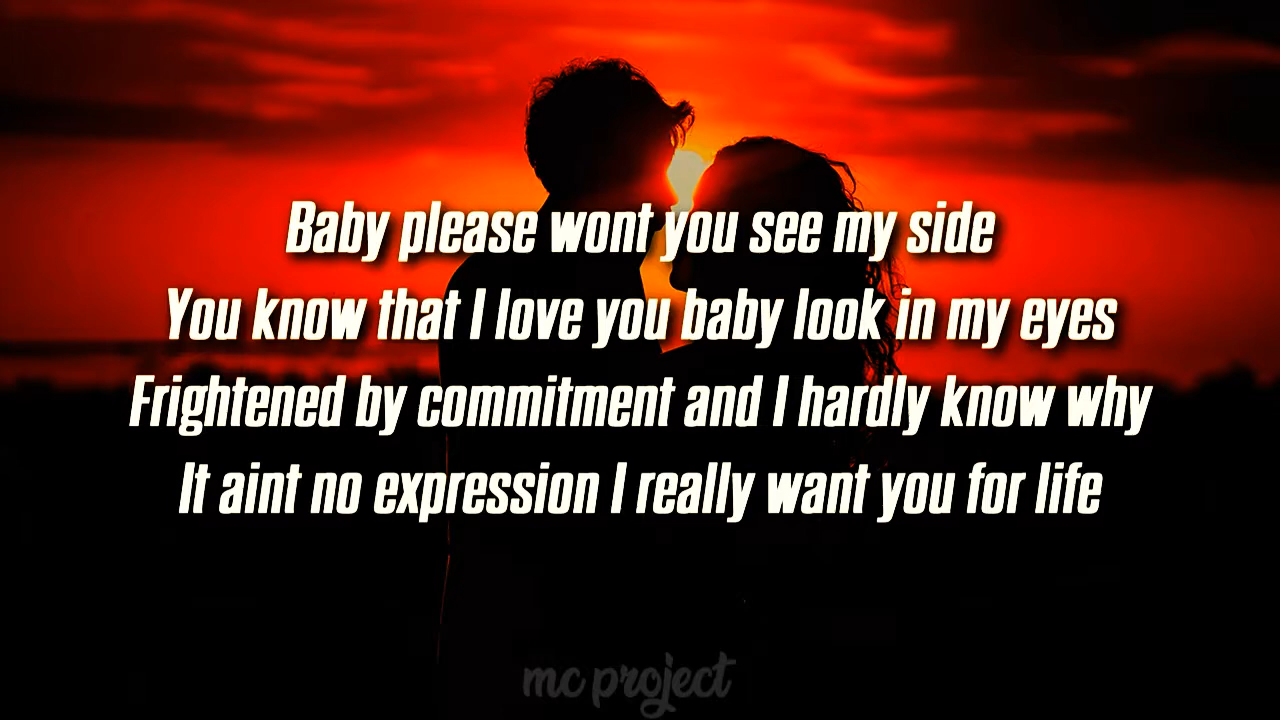 Baby please wont you see my side
You know that I love you baby look in my eyes
Frightened by commitment and I hardly know why
It aint no expression I really want you for life
mc project